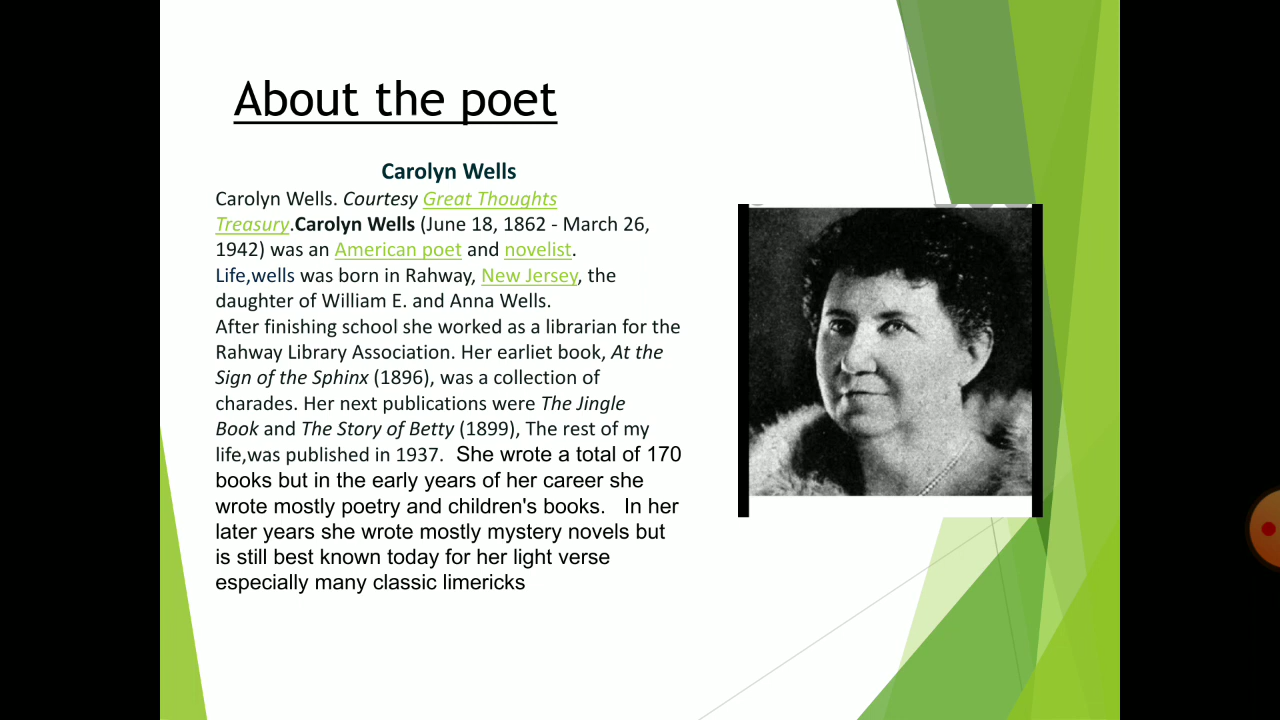 About the poet
Carolyn Wells
Carolyn Wells. Courtesy Great Thoughts
Treasury.Carolyn Wells (June 18, 1862 - March 26,
1942) was an American poet and novelist.
Life,wells was born in Rahway, New Jersey, the
daughter of William E. and Anna Wells.
After finishing school she worked as a librarian for the
Rahway Library Association. Her earliet book, At the
Sign of the Sphinx (1896), was a collection of
charades. Her next publications were The Jingle
Book and The Story of Betty (1899), The rest of my
life,was published in 1937. She wrote a total of 170
books but in the early years of her career she
wrote mostly poetry and children's books. In her
later years she wrote mostly mystery novels but
is still best known today for her light verse
especially many classic limericks